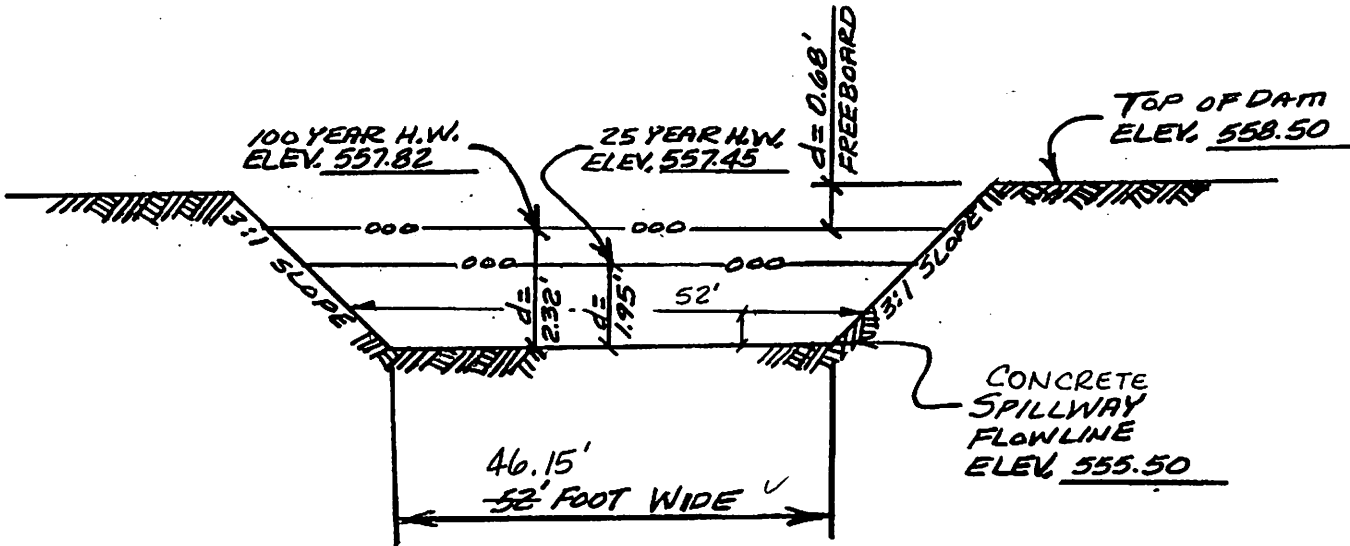 d = 0.68'
FREEBOARD
TOP OF DAM
ELEV. 558.50
100 YEAR H.W.
ELEV. 557.82
25 YEAR H.W.
ELEV. 557.45
3:1 SLOPE
3:1 SLOPE
d =
2.32'
d =
1.95'
52'
CONCRETE
SPILLWAY
FLOWLINE
ELEV. 555.50
46.15'
52' FOOT WIDE